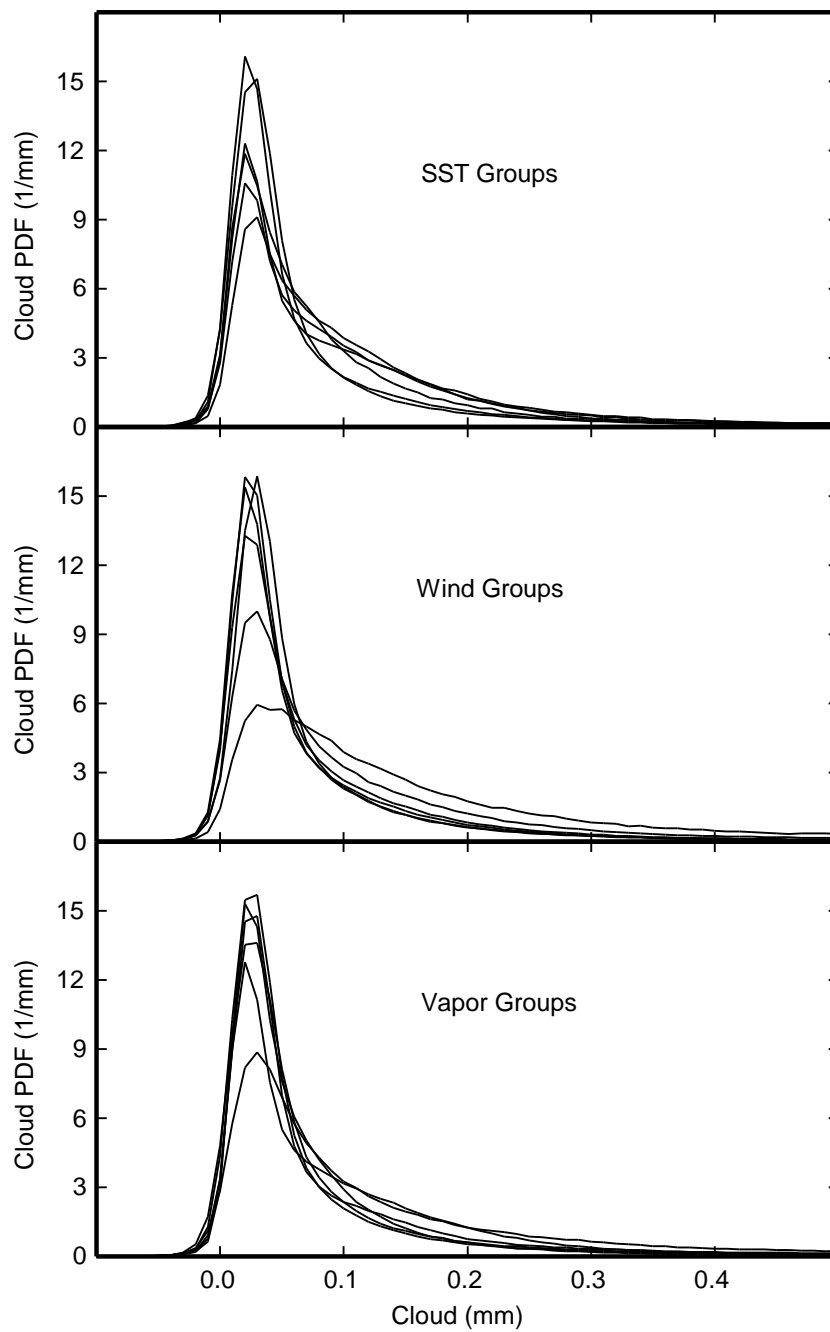 15
12
9
6
3
0
Cloud PDF (1/mm)
SST Groups
15
12
9
6
3
0
Cloud PDF (1/mm)
Wind Groups
15
12
9
6
3
0
Cloud PDF (1/mm)
Vapor Groups
0.0 0.1 0.2 0.3 0.4
Cloud (mm)